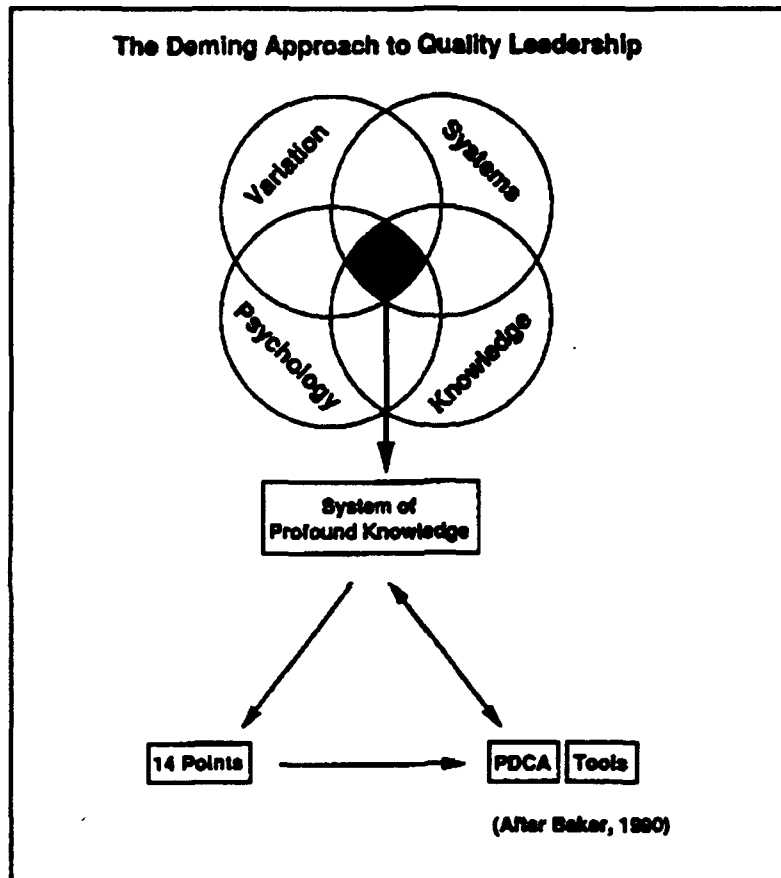 The Deming Approach to Quality Leadership
Variation
Systems
Psychology
Knowledge
System of
Profound Knowledge
14 Points
PDCA
Tools
(After Baker, 1990)